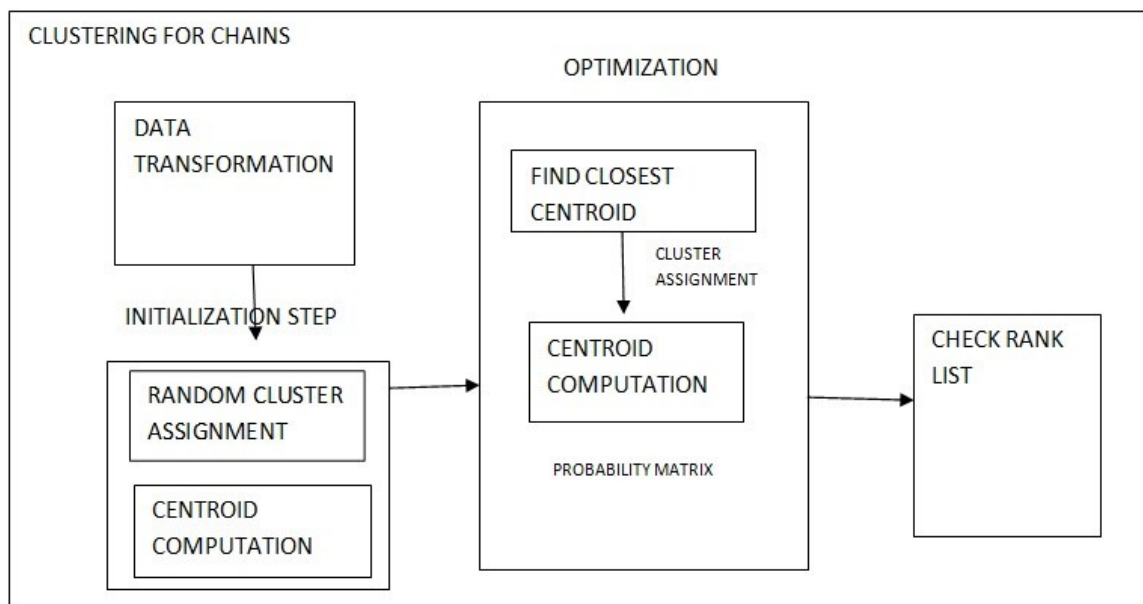 CLUSTERING FOR CHAINS
DATA
TRANSFORMATION
INITIALIZATION STEP
RANDOM CLUSTER
ASSIGNMENT
CENTROID
COMPUTATION
OPTIMIZATION
FIND CLOSEST
CENTROID
CLUSTER
ASSIGNMENT
CENTROID
COMPUTATION
PROBABILITY MATRIX
CHECK RANK
LIST